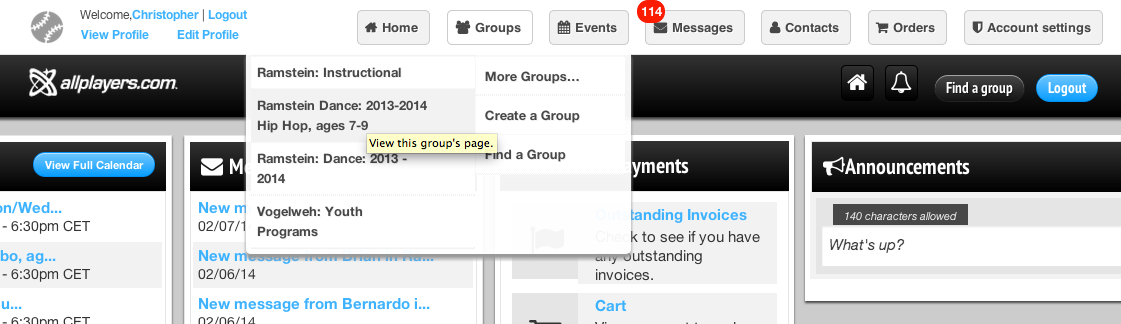 Welcome,Christopher | Logout
View Profile Edit Profile
Home
Groups
Events
114
Messages
Contacts
Orders
Account settings
allplayers.com
Find a group
Logout
Ramstein: Instructional
Ramstein Dance: 2013-2014
Hip Hop, ages 7-9
View this group's page.
Ramstein: Dance: 2013 -
2014
Vogelweh: Youth
Programs
More Groups...
Create a Group
Find a Group
View Full Calendar
on/Wed...
- 6:30pm CET
bo, ag...
- 6:30pm CET
u...
- 6:30pm CET
New
02/07/1
New message from Brian in Ra...
02/06/14
New message from Bernardo i...
02/06/14
yments
Outstanding Invoices
Check to see if you have
any outstanding
invoices.
Cart
Announcements
140 characters allowed
What's up?